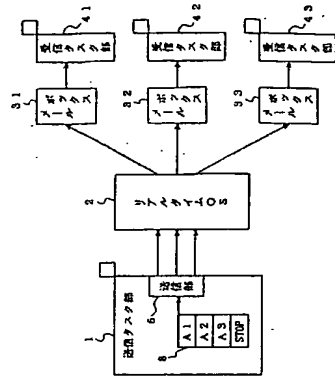 1
送信タスク部
6
送信部
8
A1
A2
A3
STOP
2
リアルタイムOS
31
メール
ボックス
41
受信タスク部
32
メール
ボックス
42
受信タスク部
33
メール
ボックス
43
受信タスク部